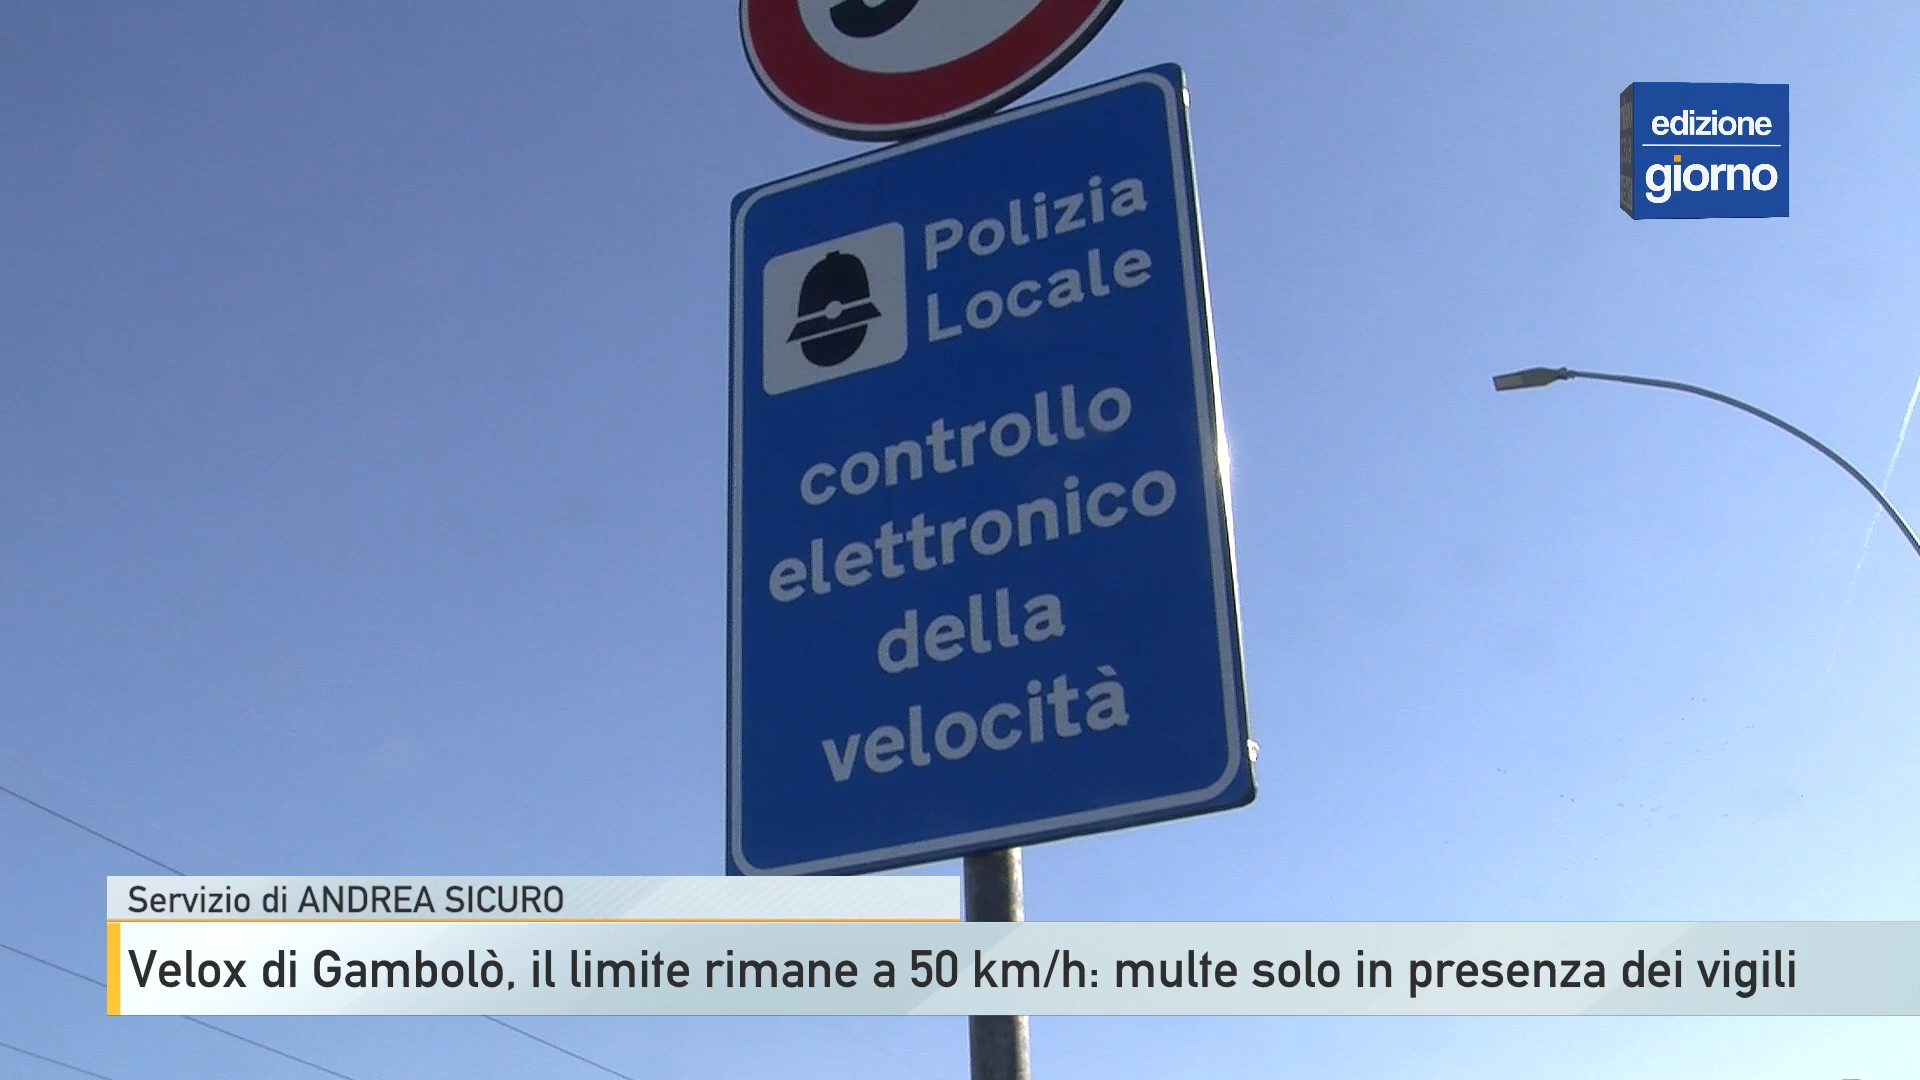 edizione
giorno
Polizia
Locale
controllo
elettronico
della
velocità
Servizio di ANDREA SICURO
Velox di Gambolò, il limite rimane a 50 km/h: multe solo in presenza dei vigili